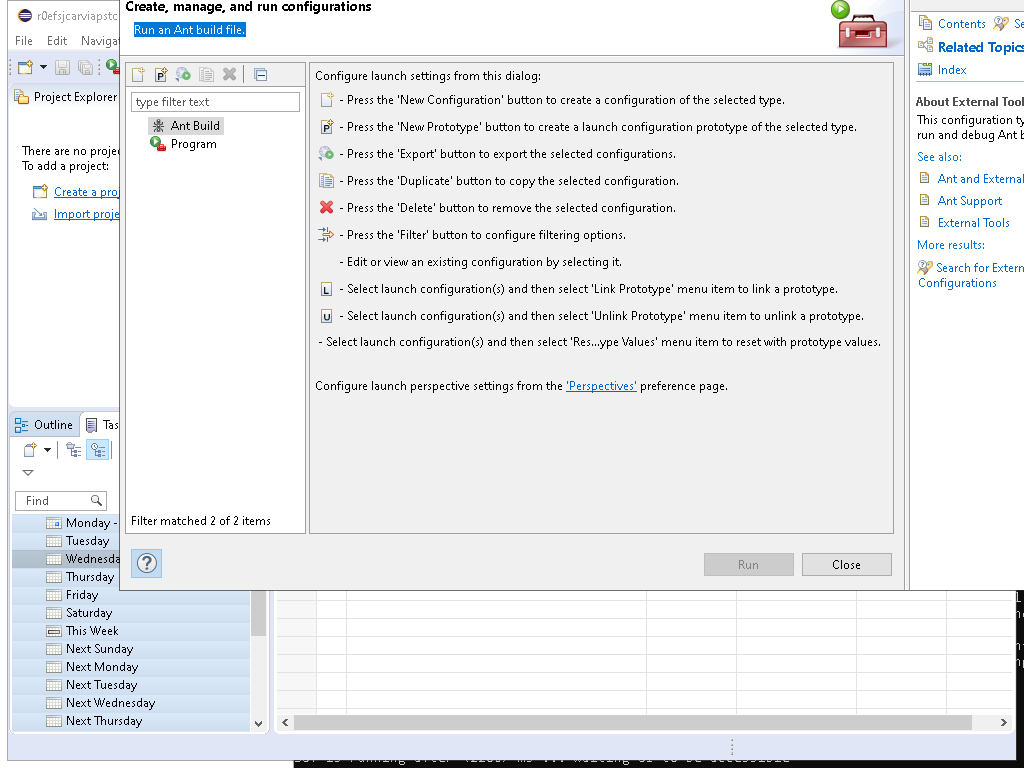 r0efsjcarviapstc
File Edit Naviga
Project Explorer
There are no proje
To add a project:
Create a proj
Import proje
Outline
Tas
Find
Monday -
Tuesday
Wednesda
Thursday
Friday
Saturday
This Week
Next Sunday
Next Monday
Next Tuesday
Next Wednesday
Next Thursday
Create, manage, and run configurations
Run an Ant build file.
type filter text
Ant Build
Program
Filter matched 2 of 2 items
Configure launch settings from this dialog:
- Press the 'New Configuration' button to create a configuration of the selected type.
P - Press the 'New Prototype' button to create a launch configuration prototype of the selected type.
- Press the 'Export' button to export the selected configurations.
- Press the 'Duplicate' button to copy the selected configuration.
- Press the 'Delete' button to remove the selected configuration.
- Press the 'Filter' button to configure filtering options.
- Edit or view an existing configuration by selecting it.
L - Select launch configuration(s) and then select 'Link Prototype' menu item to link a prototype.
U - Select launch configuration(s) and then select 'Unlink Prototype' menu item to unlink a prototype.
- Select launch configuration(s) and then select 'Res...ype Values' menu item to reset with prototype values.
Configure launch perspective settings from the 'Perspectives' preference page.
?
Run
Close
Contents
Se
Related Topics
Index
About External Tool
This configuration ty
run and debug Ant b
See also:
Ant and External
Ant Support
External Tools
More results:
Search for Extern
Configurations